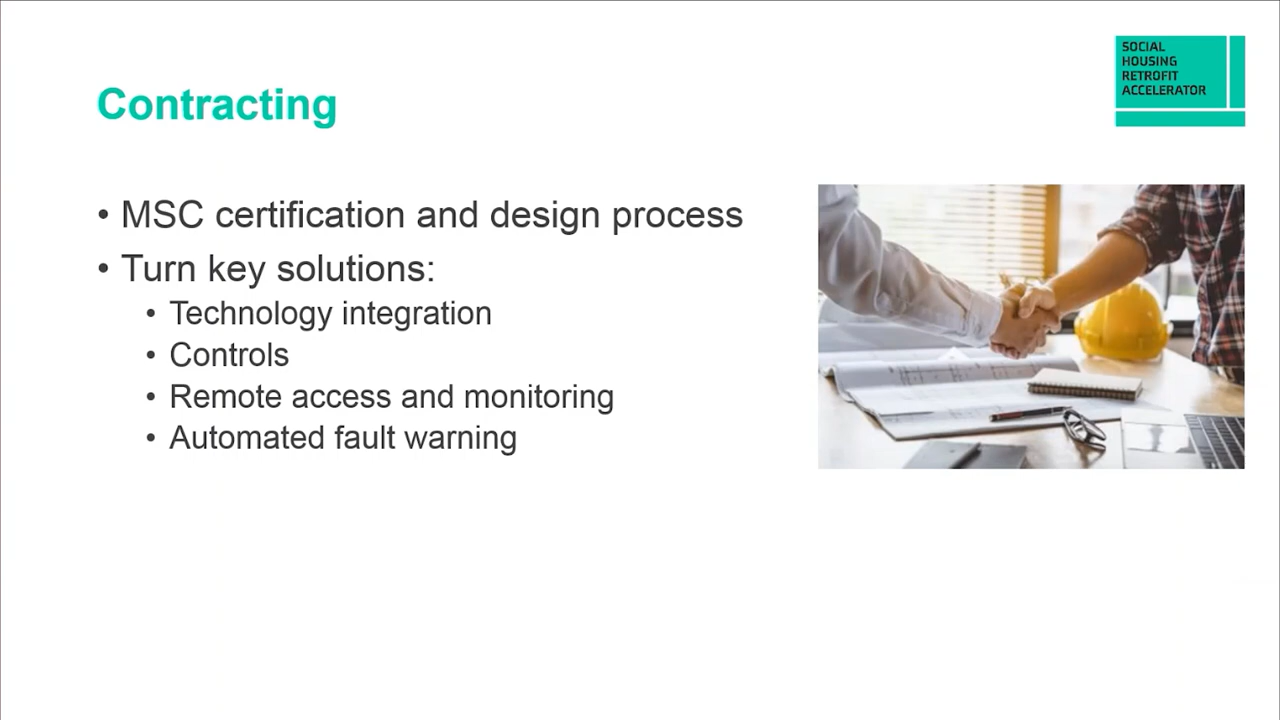 SOCIAL
HOUSING
RETROFIT
ACCELERATOR
Contracting
• MSC certification and design process
• Turn key solutions:
• Technology integration
• Controls
• Remote access and monitoring
• Automated fault warning